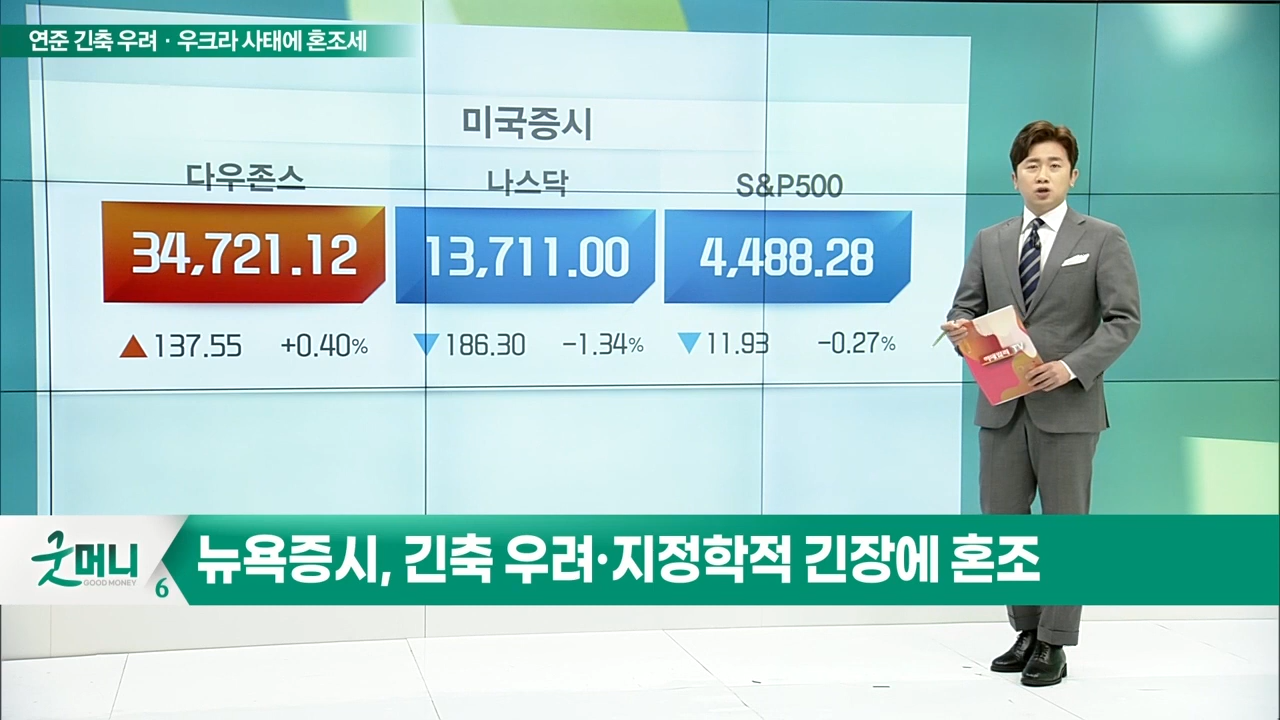 연준 긴축 우려 · 우크라 사태에 혼조세
미국증시
다우존스
나스닥
S&P500
34,721.12
13,711.00
4,488.28
▲ 137.55 +0.40%
▼ 186.30 -1.34%
▼ 11.93 -0.27%
굿머니
GOOD MONEY
6
뉴욕증시, 긴축 우려·지정학적 긴장에 혼조